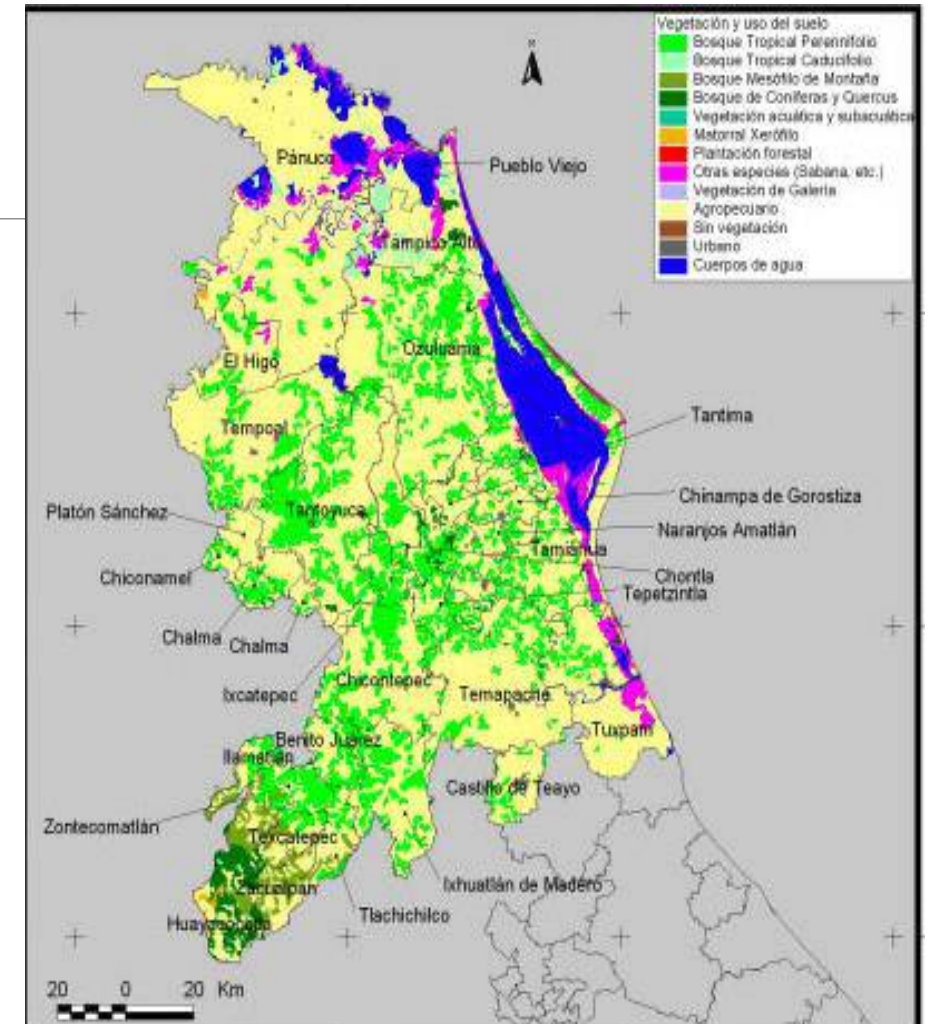 Vegetación y uso del suelo
Bosque Tropical Perennifolio
Bosque Tropical Caducifolio
Bosque Mesófilo de Montaña
Bosque de Coníferas y Quercus
Vegetación acuática y subacuática
Matorral Xerófilo
Plantación forestal
Otras especies (Sabana, etc.)
Vegetación de Galería
Agropecuario
Sin vegetación
Urbano
Cuerpos de agua
N
Pánuco
Pueblo Viejo
Tampico Alto
Ozuluama
El Higo
Tempoal
Tantima
Platón Sánchez
Tantoyuca
Chinampa de Gorostiza
Naranjos Amatlán
Tamiahua
Chiconamel
Chontla
Tepetzintla
Chalma
Chalma
Ixcatepec
Chicontepec
Temapache
Tuxpam
Benito Juárez
Ilamatlán
Castillo de Teayo
Zontecomatlán
Texcatepec
Zacualpan
Ixhuatlán de Madero
Tlachichilco
Huayacocotla
20 0 20 Km